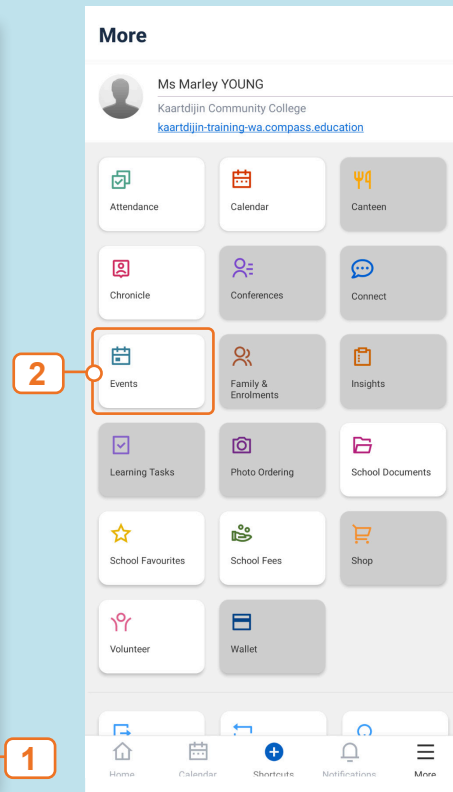 More
Ms Marley YOUNG
Kaartdijin Community College
kaartdijin-training-wa.compass.education
Attendance
Calendar
Canteen
Chronicle
Conferences
Connect
2
Events
Family &
Enrolments
Insights
Learning Tasks
Photo Ordering
School Documents
School Favourites
School Fees
Shop
Volunteer
Wallet
1
Home
Calendar
Shortcuts
Notifications
More